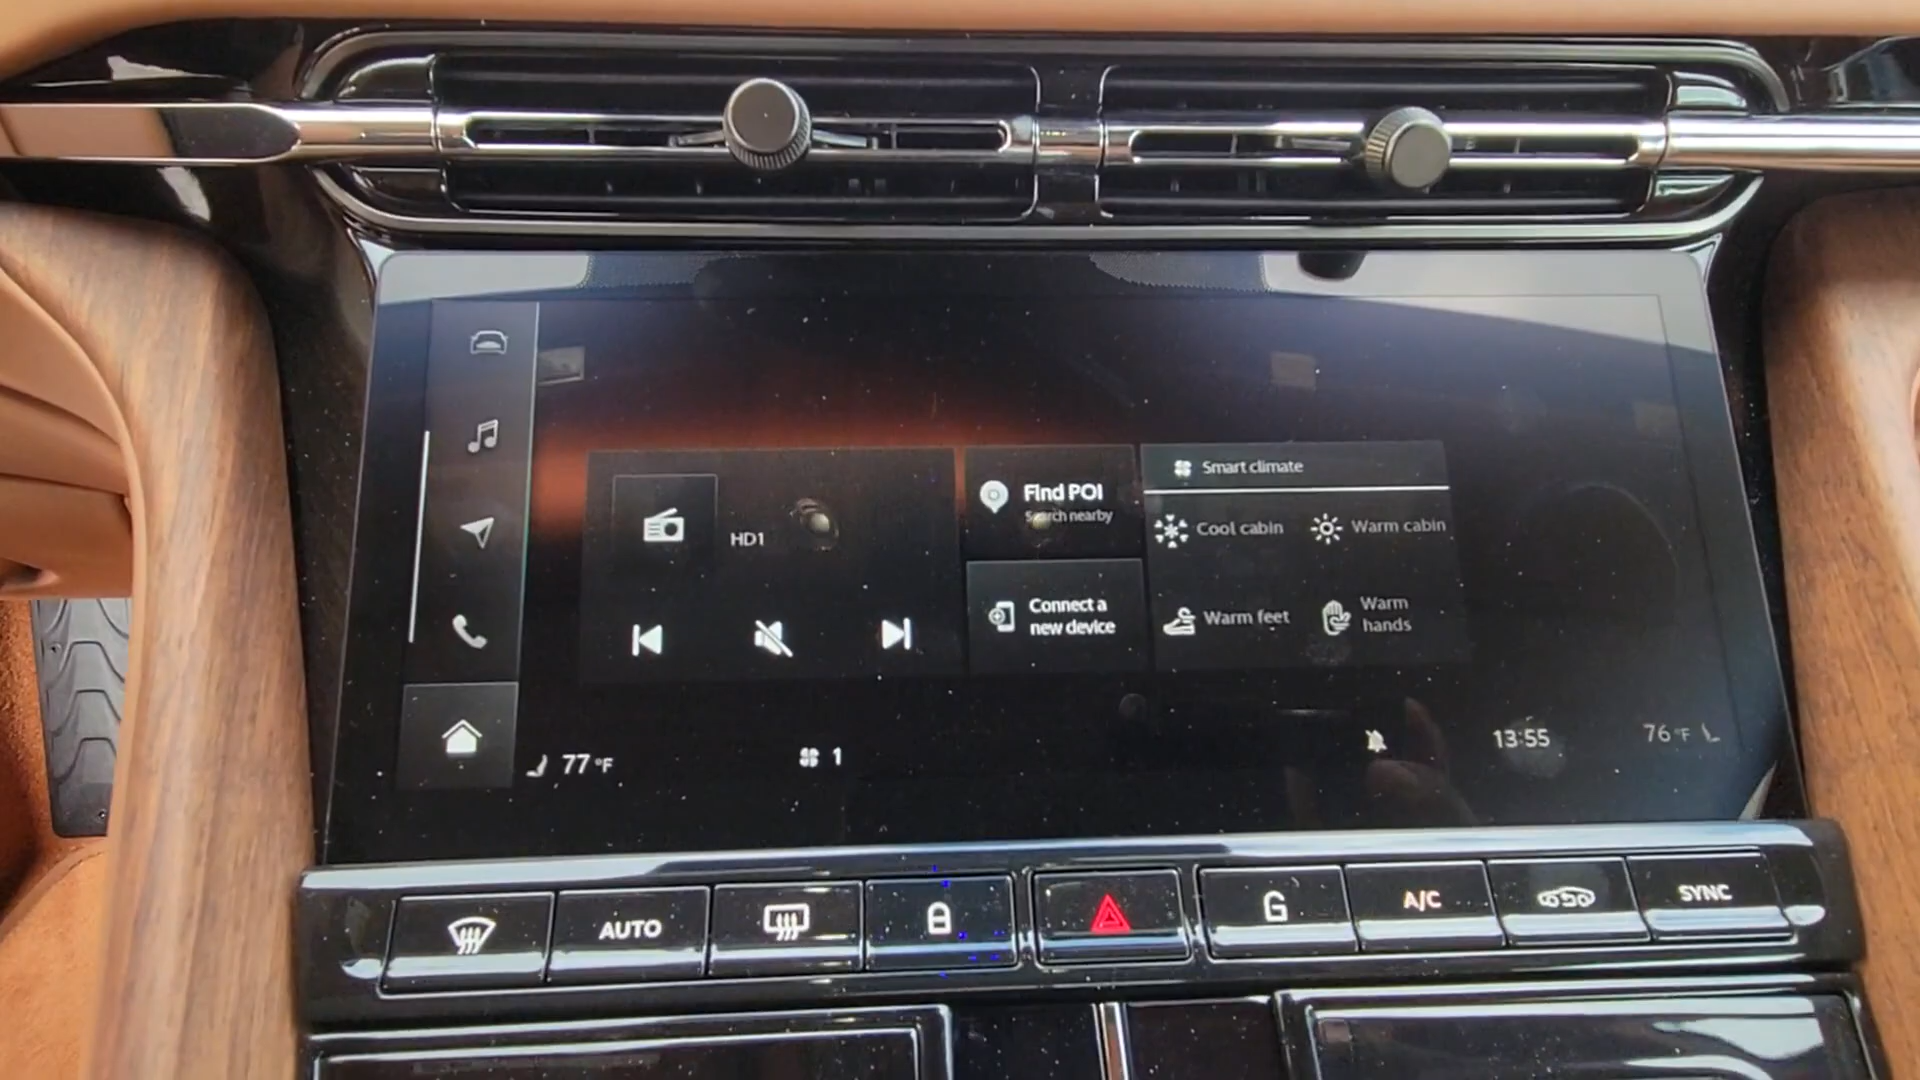 Smart climate
Find POI
Search nearby
Cool cabin
Warm cabin
HD1
Connect a
new device
Warm feet
Warm
hands
77 °F
1
13:55
76 °F
AUTO
A/C
SYNC